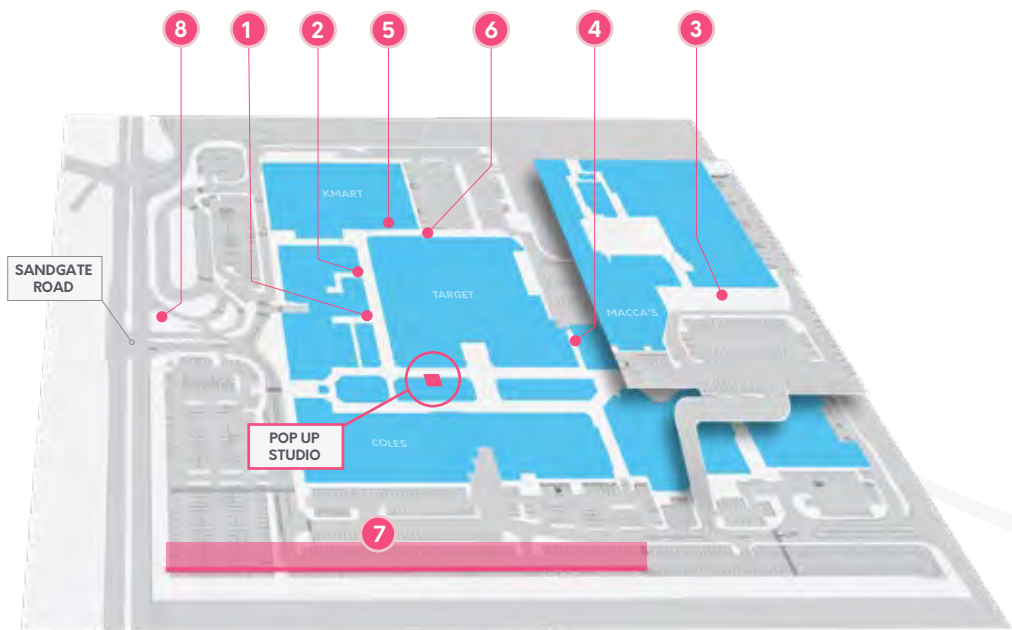 8
1
2
5
6
4
3
KMART
SANDGATE
ROAD
TARGET
MACCA'S
POP UP
STUDIO
COLES
7